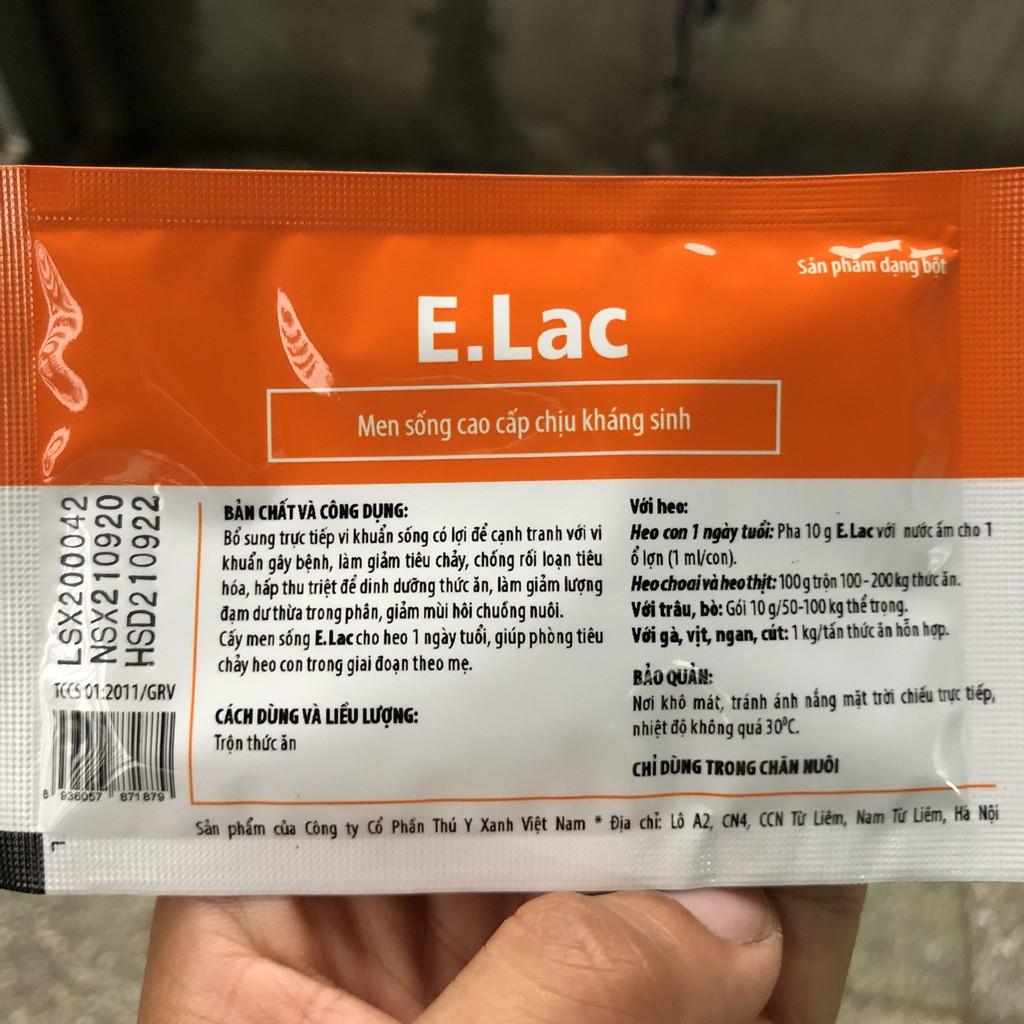 Sản phẩm dạng bột
E.Lac
Men sống cao cấp chịu kháng sinh
LSX200042
NSX210920
HSD210922
TCCS 01:2011/GRV
8 936057 871879
BẢN CHẤT VÀ CÔNG DỤNG:
Bổ sung trực tiếp vi khuẩn sống có lợi để cạnh tranh với vi
khuẩn gây bệnh, làm giảm tiêu chảy, chống rối loạn tiêu
hóa, hấp thu triệt để dinh dưỡng thức ăn, làm giảm lượng
đạm dư thừa trong phân, giảm mùi hôi chuồng nuôi.
Cấy men sống E.Lac cho heo 1 ngày tuổi, giúp phòng tiêu
chảy heo con trong giai đoạn theo mẹ.
CÁCH DÙNG VÀ LIỀU LƯỢNG:
Trộn thức ăn
Với heo:
Heo con 1 ngày tuổi: Pha 10 g E.Lac với nước ấm cho 1
ổ lợn (1 ml/con).
Heo choai và heo thịt: 100 g trộn 100 - 200 kg thức ăn.
Với trâu, bò: Gói 10 g/50-100 kg thể trọng.
Với gà, vịt, ngan, cút: 1 kg/tấn thức ăn hỗn hợp.
BẢO QUẢN:
Nơi khô mát, tránh ánh nắng mặt trời chiếu trực tiếp,
nhiệt độ không quá 30⁰C.
CHỈ DÙNG TRONG CHĂN NUÔI
Sản phẩm của Công ty Cổ Phần Thú Y Xanh Việt Nam * Địa chỉ: Lô A2, CN4, CCN Từ Liêm, Nam Từ Liêm, Hà Nội